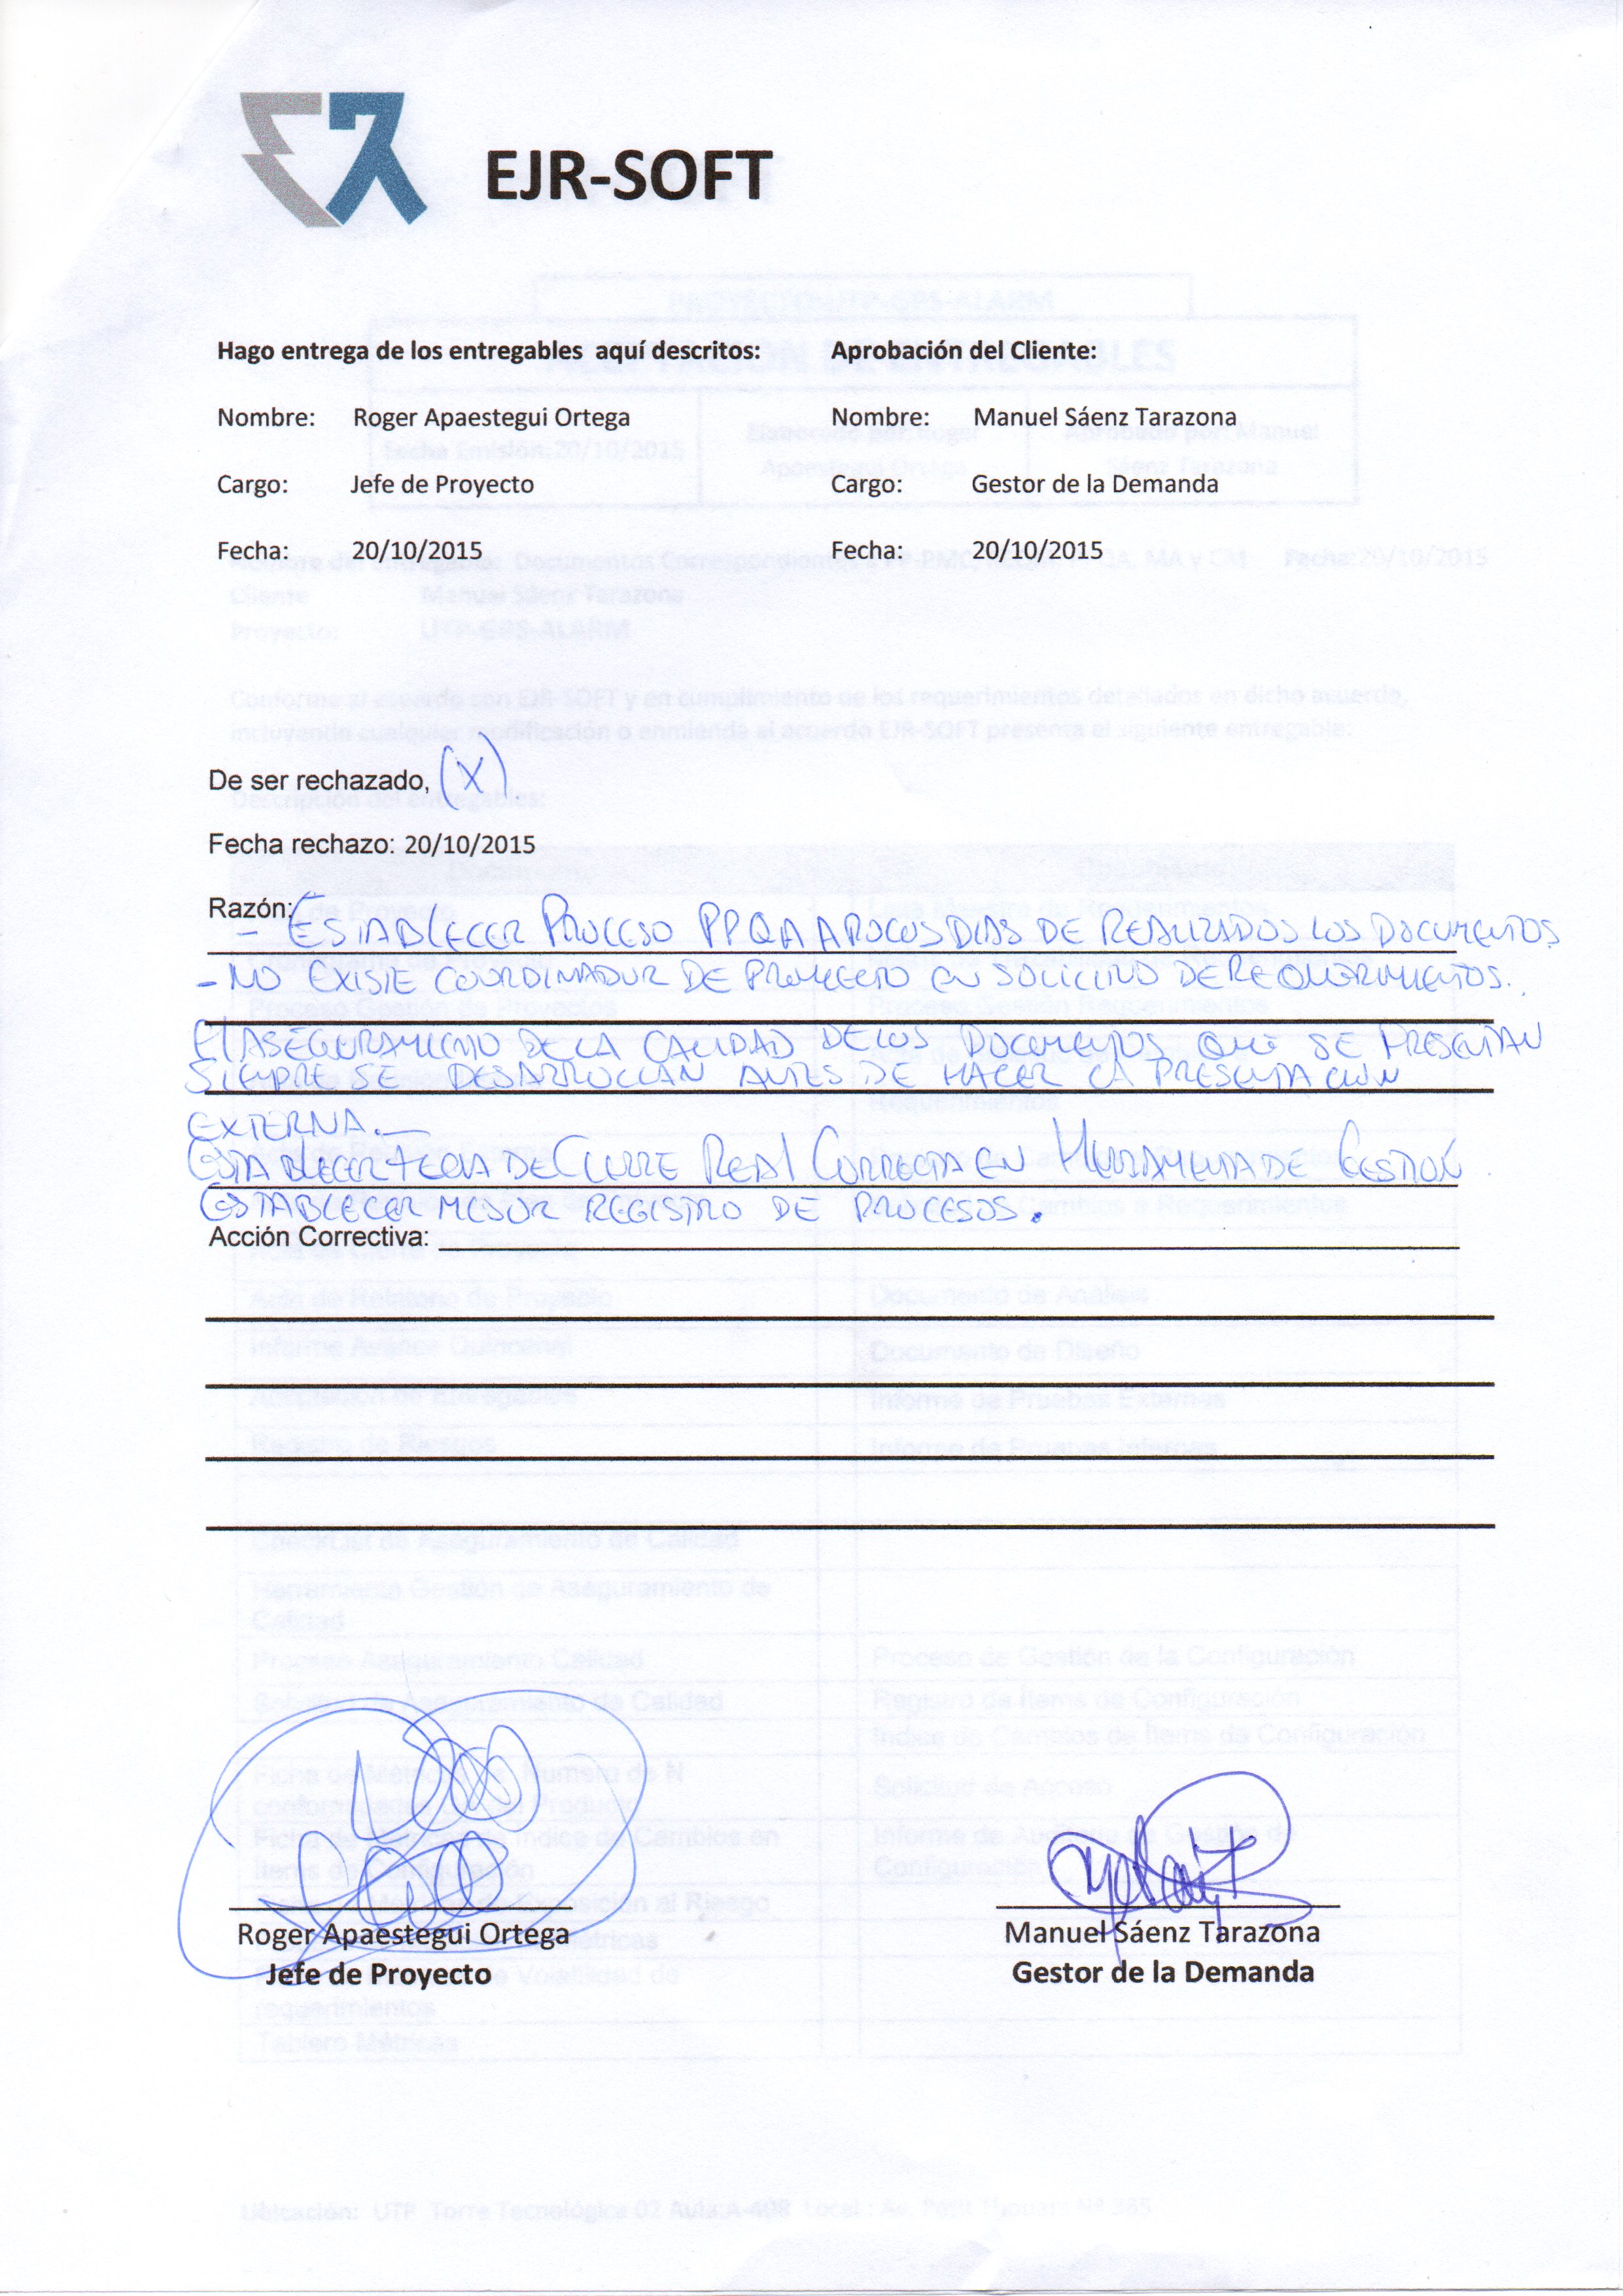 EJR-SOFT
Hago entrega de los entregables aquí descritos: Aprobación del Cliente:
Nombre: Roger Apaestegui Ortega Nombre: Manuel Sáenz Tarazona
Cargo: Jefe de Proyecto Cargo: Gestor de la Demanda
Fecha: 20/10/2015 Fecha: 20/10/2015
De ser rechazado, (X)
Fecha rechazo: 20/10/2015
Razón:
- ESTABLECER PROCESO PPQA A POCOS DIAS DE REALIZADOS LOS DOCUMENTOS
- NO EXISTE COORDINADOR DE PROYECTO EN SOLICITUD DE REQUERIMIENTOS.
El ASEGURAMIENTO DE LA CALIDAD DE LOS DOCUMENTOS QUE SE PRESENTAN
SIEMPRE SE DESARROLLAN ANTES DE HACER LA PRESENTACION
EXTERNA.
ESTABLECER FECHA DE CIERRE REAL CORRECTA EN HERRAMIENTA DE GESTION.
ESTABLECER MEJOR REGISTRO DE PROCESOS.
Acción Correctiva:
Roger Apaestegui Ortega Manuel Sáenz Tarazona
Jefe de Proyecto Gestor de la Demanda